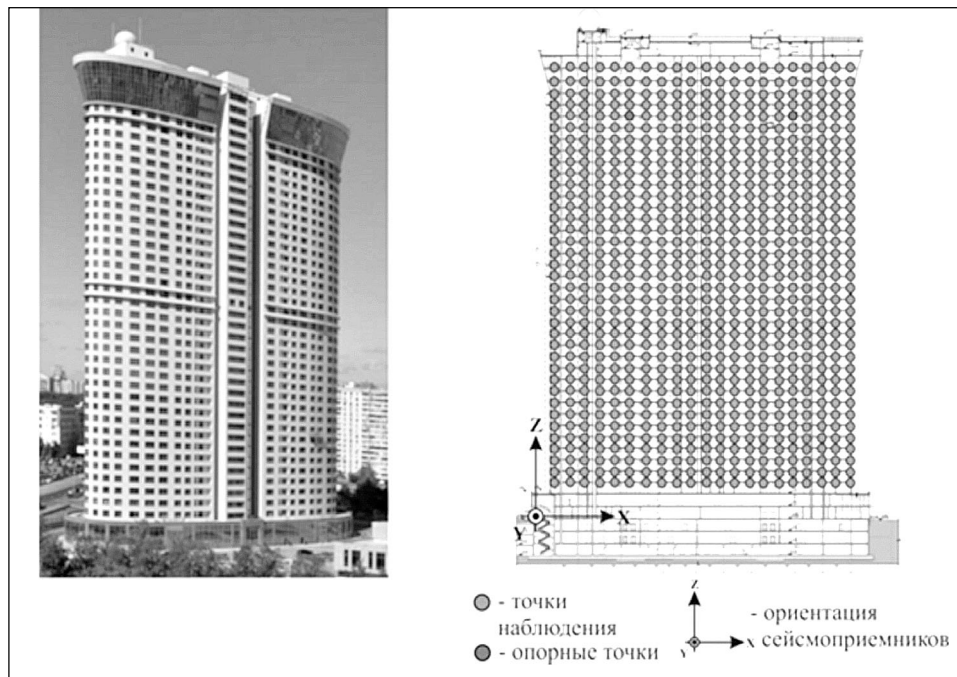 Z
Y
X
- точки
наблюдения
- опорные точки
Z
Y
x
- ориентация
сейсмоприемников